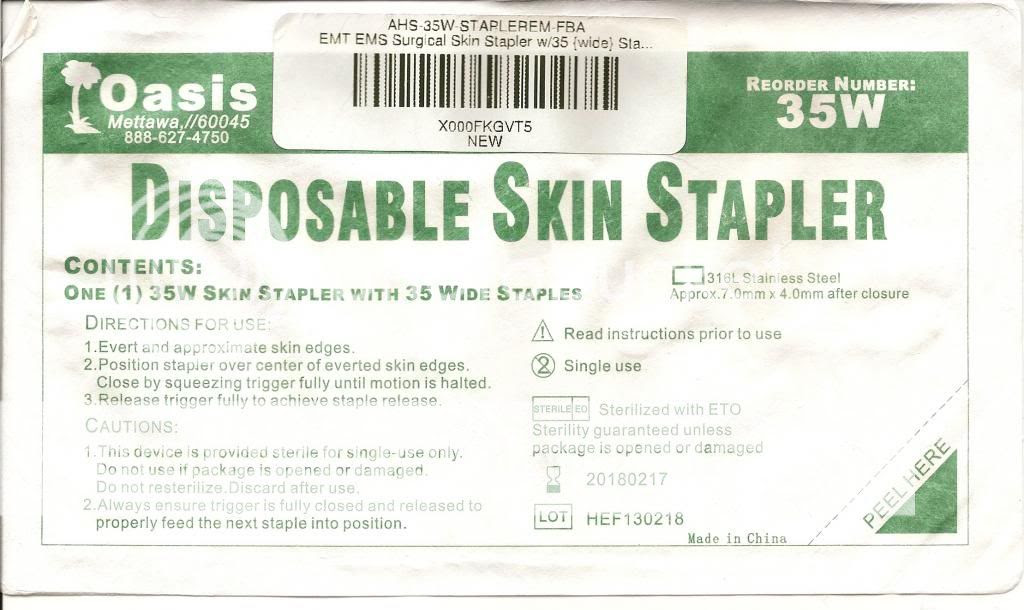 AHS-35W-STAPLEREM-FBA
EMT EMS Surgical Skin Stapler w/35 {wide} Sta...
X000FKGVT5
NEW
Oasis
Mettawa,//60045
888-627-4750
REORDER NUMBER:
35W
DISPOSABLE SKIN STAPLER
CONTENTS:
ONE (1) 35W SKIN STAPLER WITH 35 WIDE STAPLES
316L Stainless Steel
Approx.7.0mm x 4.0mm after closure
DIRECTIONS FOR USE:
1.Evert and approximate skin edges.
2.Position stapler over center of everted skin edges.
Close by squeezing trigger fully until motion is halted.
3.Release trigger fully to achieve staple release.
CAUTIONS:
1.This device is provided sterile for single-use only.
Do not use if package is opened or damaged.
Do not resterilize.Discard after use.
2.Always ensure trigger is fully closed and released to
properly feed the next staple into position.
Read instructions prior to use
2 Single use
STERILE EO Sterilized with ETO
Sterility guaranteed unless
package is opened or damaged
20180217
LOT HEF130218
Made in China
PEEL HERE